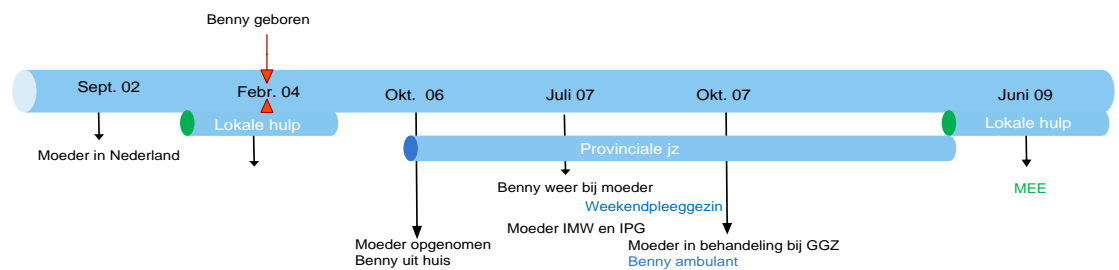 Benny geboren
Sept. 02
Febr. 04
Okt. 06
Juli 07
Okt. 07
Juni 09
Lokale hulp
Lokale hulp
Moeder in Nederland
Provinciale jz
Benny weer bij moeder
MEE
Weekendpleeggezin
Moeder IMW en IPG
Moeder opgenomen
Benny uit huis
Moeder in behandeling bij GGZ
Benny ambulant